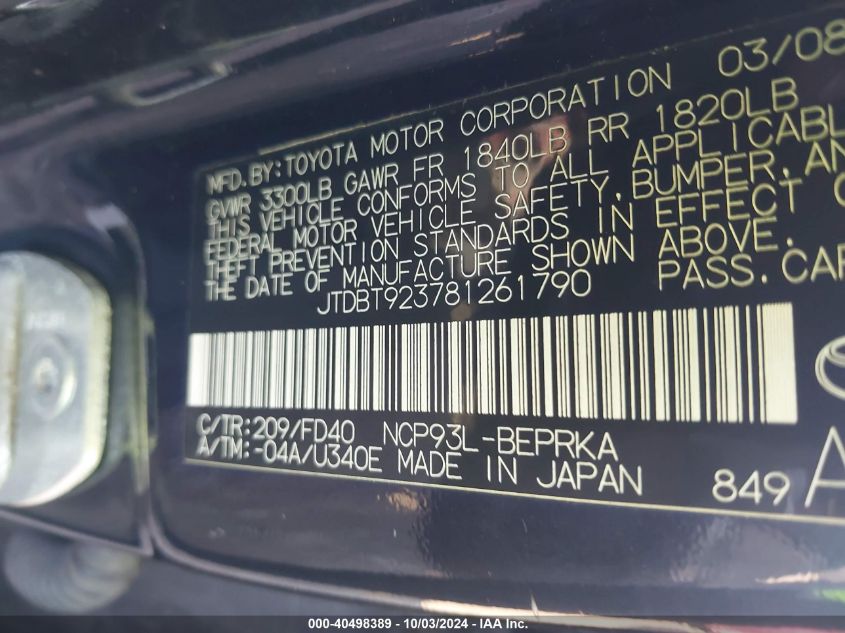 MFD. BY: TOYOTA MOTOR CORPORATION 03/08
GVWR 3300LB GAWR FR 1840LB RR 1820LB
THIS VEHICLE CONFORMS TO ALL APPLICABL
FEDERAL MOTOR VEHICLE SAFETY, BUMPER, AN
THEFT PREVENTION STANDARDS IN EFFECT O
THE DATE OF MANUFACTURE SHOWN ABOVE.
JTDBT923781261790 PASS. CAR
C/TR: 209/FD40 NCP93L-BEPRKA
A/TM: -04A/U340E MADE IN JAPAN
849 A
000-40498389 - 10/03/2024 - IAA Inc.